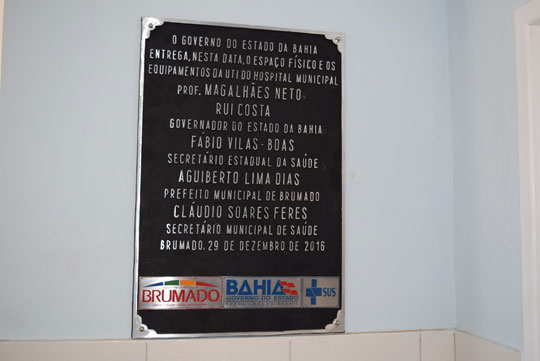 O GOVERNO DO ESTADO DA BAHIA
ENTREGA, NESTA DATA, O ESPAÇO FÍSICO E OS
EQUIPAMENTOS DA UTI DO HOSPITAL MUNICIPAL
PROF. MAGALHÃES NETO
RUI COSTA
GOVERNADOR DO ESTADO DA BAHIA
FÁBIO VILAS-BOAS
SECRETÁRIO ESTADUAL DA SAÚDE
AGUIBERTO LIMA DIAS
PREFEITO MUNICIPAL DE BRUMADO
CLÁUDIO SOARES FERES
SECRETÁRIO MUNICIPAL DE SAÚDE
BRUMADO, 29 DE DEZEMBRO DE 2016
BRUMADO BAHIA SUS
GOVERNO DO ESTADO